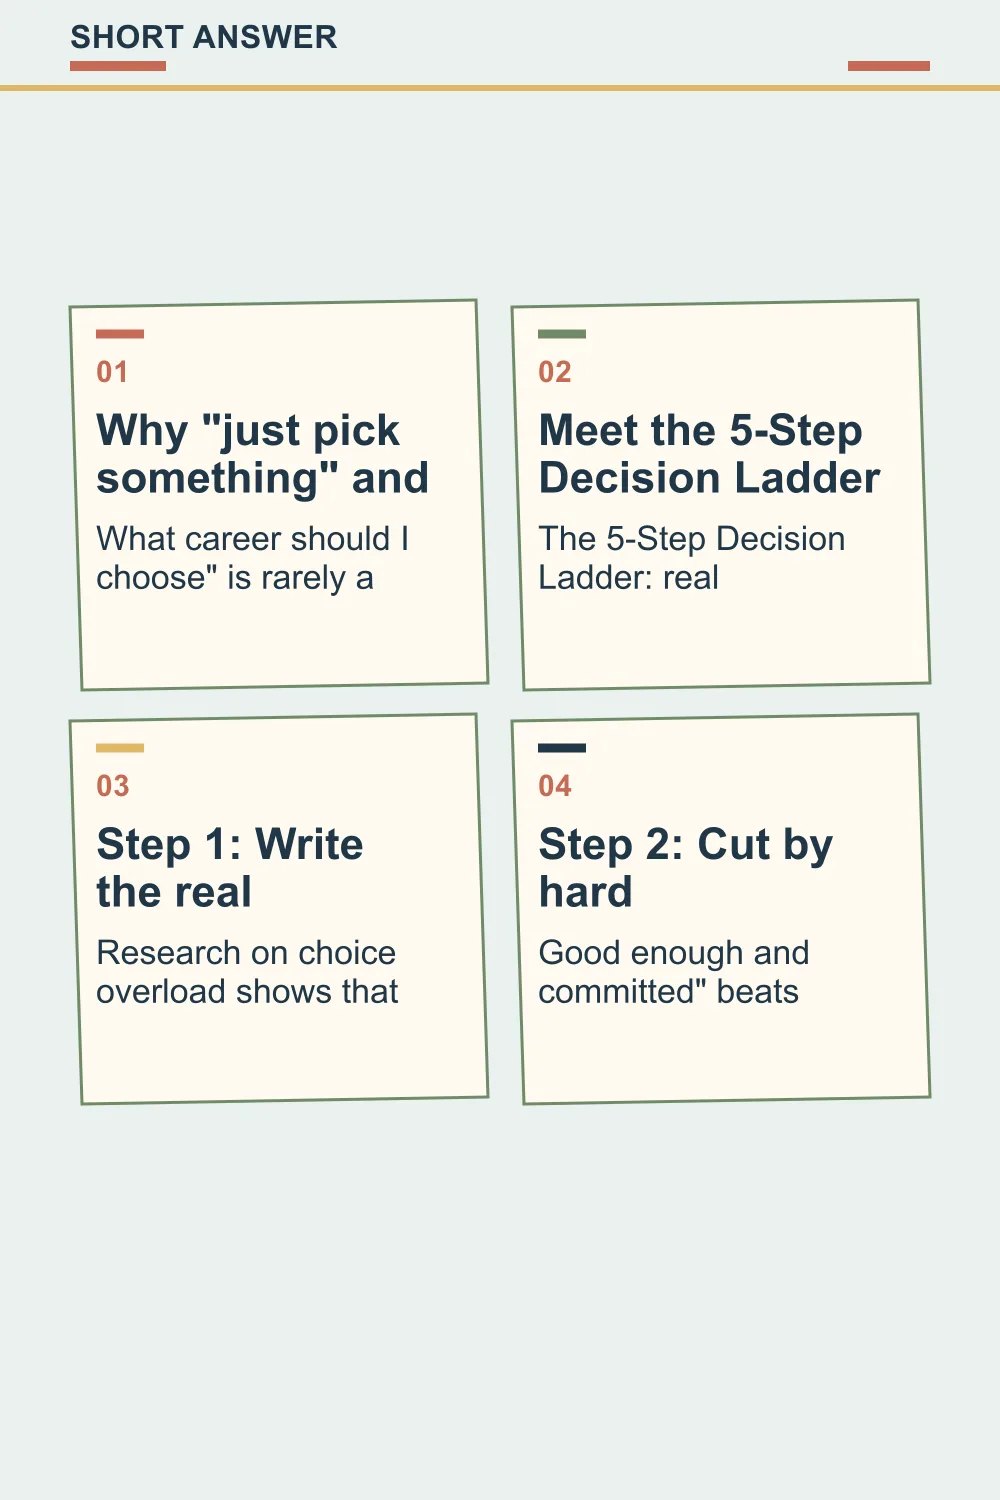 SHORT ANSWER
01
Why "just pick
something" and
What career should I
choose" is rarely a
02
Meet the 5-Step
Decision Ladder
The 5-Step Decision
Ladder: real
03
Step 1: Write
the real
Research on choice
overload shows that
04
Step 2: Cut by
hard
Good enough and
committed" beats